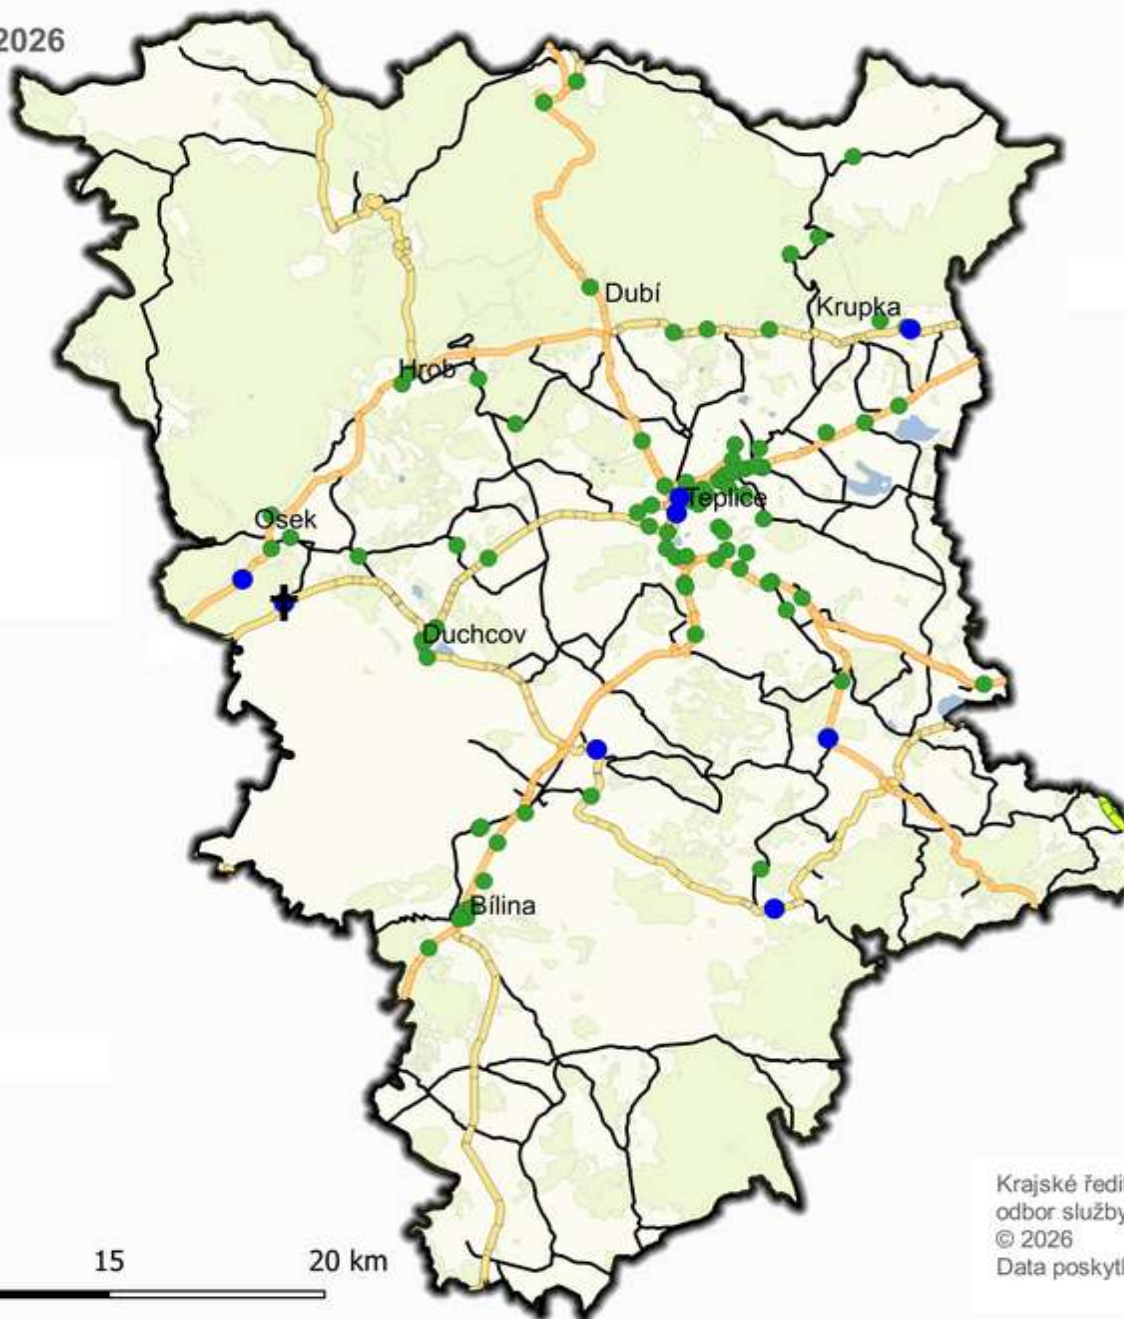 2026
Dubí
Krupka
Hrob
Teplice
Osek
Duchcov
Bílina
15 20 km
Krajské ředi
odbor služby
© 2026
Data poskytl